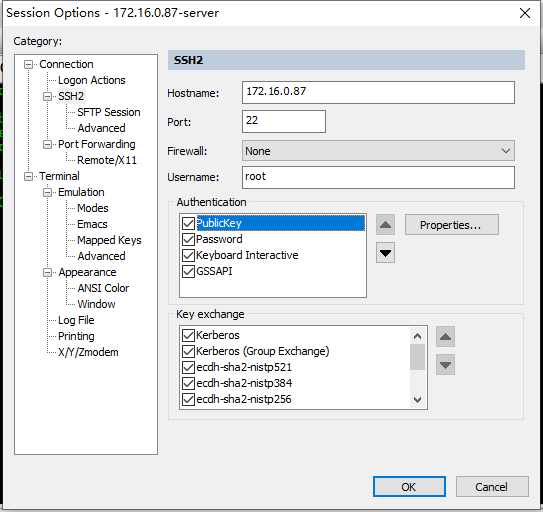 Session Options - 172.16.0.87-server
Category:
Connection
Logon Actions
SSH2
SFTP Session
Advanced
Port Forwarding
Remote/X11
Terminal
Emulation
Modes
Emacs
Mapped Keys
Advanced
Appearance
ANSI Color
Window
Log File
Printing
X/Y/Zmodem
SSH2
Hostname: 172.16.0.87
Port: 22
Firewall: None
Username: root
Authentication
PublicKey
Password
Keyboard Interactive
GSSAPI
Properties...
Key exchange
Kerberos
Kerberos (Group Exchange)
ecdh-sha2-nistp521
ecdh-sha2-nistp384
ecdh-sha2-nistp256
OK Cancel